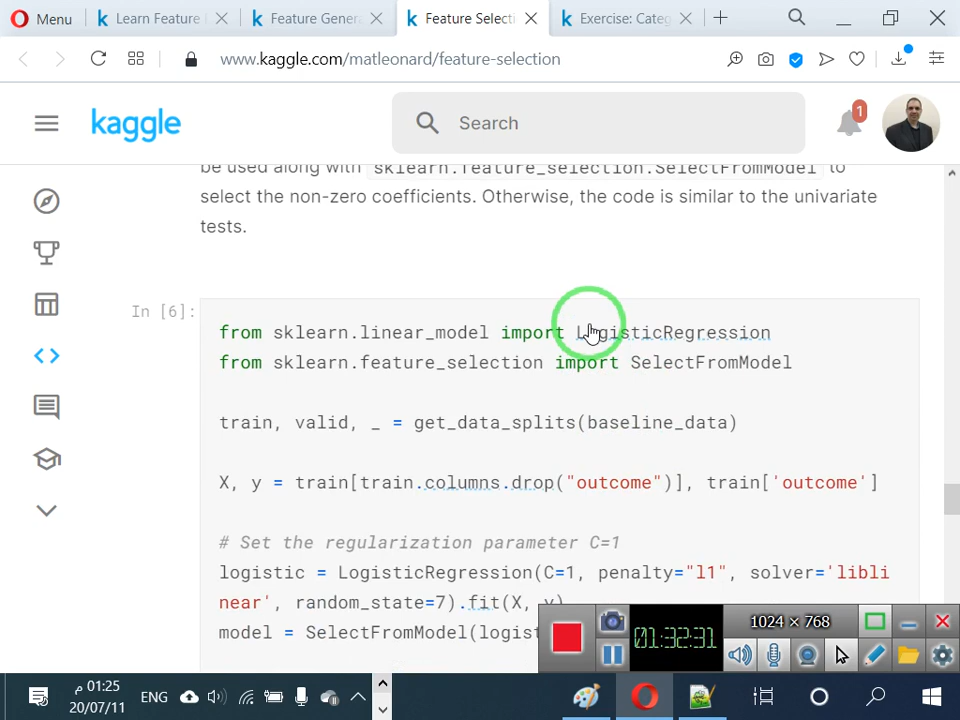 Menu
Learn Feature
Feature Gener
Feature Selecti
Exercise: Categ
www.kaggle.com/matleonard/feature-selection
kaggle
Search
1
be used along with sklearn.feature_selection.SelectFromModel to
select the non-zero coefficients. Otherwise, the code is similar to the univariate
tests.
In [6]:
from sklearn.linear_model import LogisticRegression
from sklearn.feature_selection import SelectFromModel
train, valid, _ = get_data_splits(baseline_data)
X, y = train[train.columns.drop("outcome")], train['outcome']
# Set the regularization parameter C=1
logistic = LogisticRegression(C=1, penalty="l1", solver='libli
near', random_state=7).fit(X, y)
model = SelectFromModel(logist
1024 × 768
01:32:31
ENG
01:25 م
20/07/11